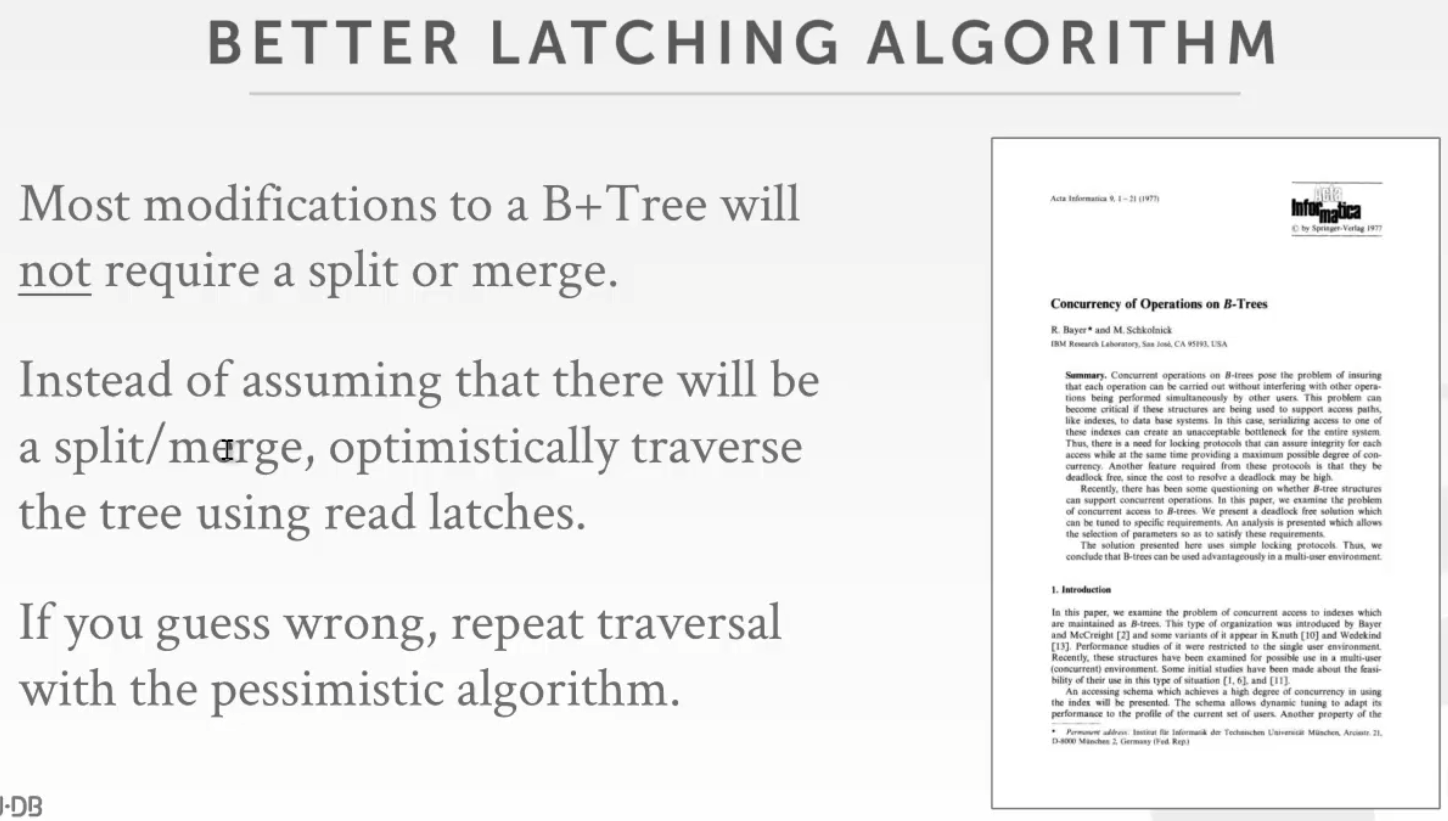 BETTER LATCHING ALGORITHM
Most modifications to a B+Tree will
not require a split or merge.
Instead of assuming that there will be
a split/merge, optimistically traverse
the tree using read latches.
If you guess wrong, repeat traversal
with the pessimistic algorithm.
Acta Informatica 9, 1–21 (1977)
acta
Informatica
© by Springer-Verlag 1977
Concurrency of Operations on B-Trees
R. Bayer* and M. Schkolnick
IBM Research Laboratory, San José, CA 95193, USA
Summary. Concurrent operations on B-trees pose the problem of insuring
that each operation can be carried out without interfering with other opera-
tions being performed simultaneously by other users. This problem can
become critical if these structures are being used to support access paths,
like indexes, to data base systems. In this case, serializing access to one of
these indexes can create an unacceptable bottleneck for the entire system.
Thus, there is a need for locking protocols that can assure integrity for each
access while at the same time providing a maximum possible degree of con-
currency. Another feature required from these protocols is that they be
deadlock free, since the cost to resolve a deadlock may be high.
Recently, there has been some questioning on whether B-tree structures
can support concurrent operations. In this paper, we examine the problem
of concurrent access to B-trees. We present a deadlock free solution which
can be tuned to specific requirements. An analysis is presented which allows
the selection of parameters so as to satisfy these requirements.
The solution presented here uses simple locking protocols. Thus, we
conclude that B-trees can be used advantageously in a multi-user environment.
1. Introduction
In this paper, we examine the problem of concurrent access to indexes which
are maintained as B-trees. This type of organization was introduced by Bayer
and McCreight [2] and some variants of it appear in Knuth [10] and Wedekind
[13]. Performance studies of it were restricted to the single user environment.
Recently, these structures have been examined for possible use in a multi-user
(concurrent) environment. Some initial studies have been made about the feasi-
bility of their use in this type of situation [1, 6], and [11].
An accessing schema which achieves a high degree of concurrency in using
the index will be presented. The schema allows dynamic tuning to adapt its
performance to the profile of the current set of users. Another property of the
* Permanent address: Institut für Informatik der Technischen Universität München, Arcisstr. 21,
D-8000 München 2, Germany (Fed. Rep.)
·DB